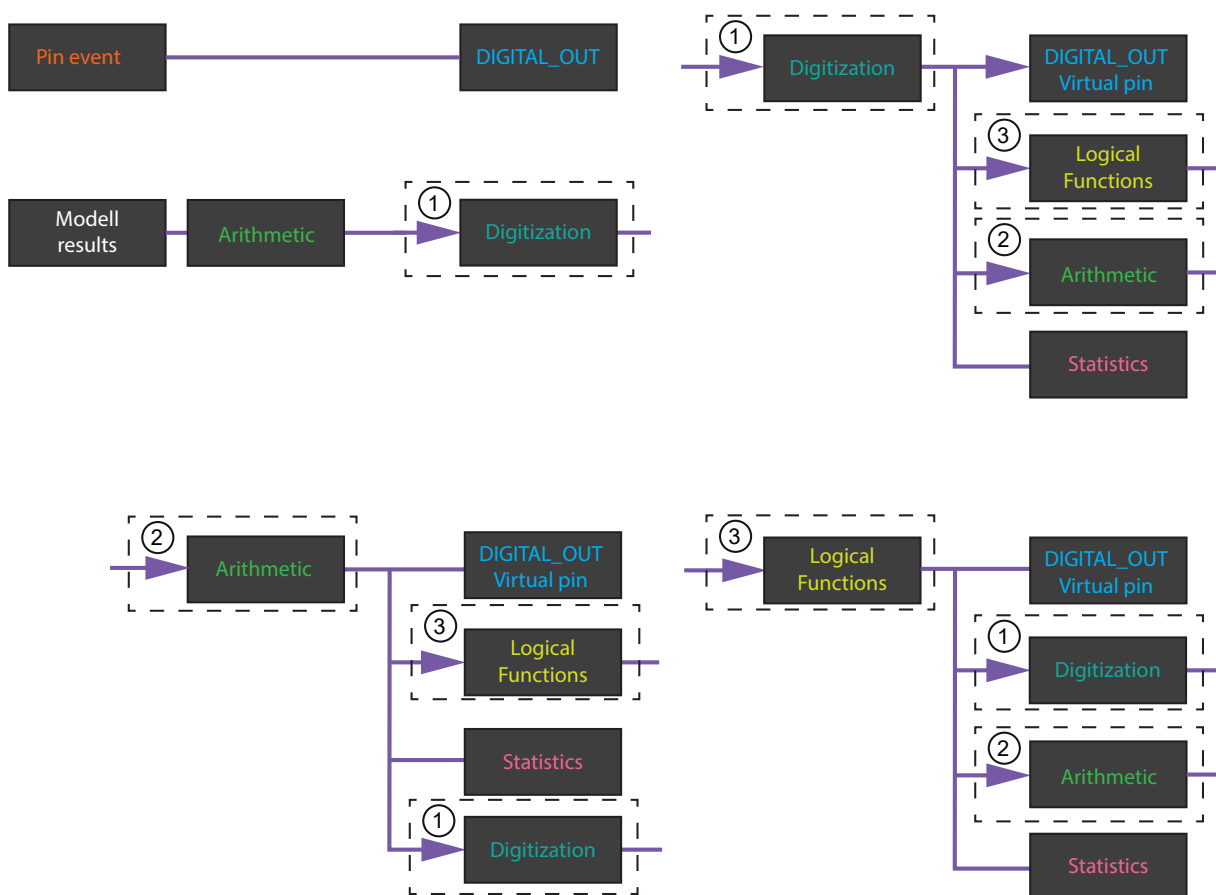 Pin event
DIGITAL_OUT
Modell
results
Arithmetic
1
Digitization
1
Digitization
DIGITAL_OUT
Virtual pin
3
Logical
Functions
2
Arithmetic
Statistics
2
Arithmetic
DIGITAL_OUT
Virtual pin
3
Logical
Functions
Statistics
1
Digitization
3
Logical
Functions
DIGITAL_OUT
Virtual pin
1
Digitization
2
Arithmetic
Statistics